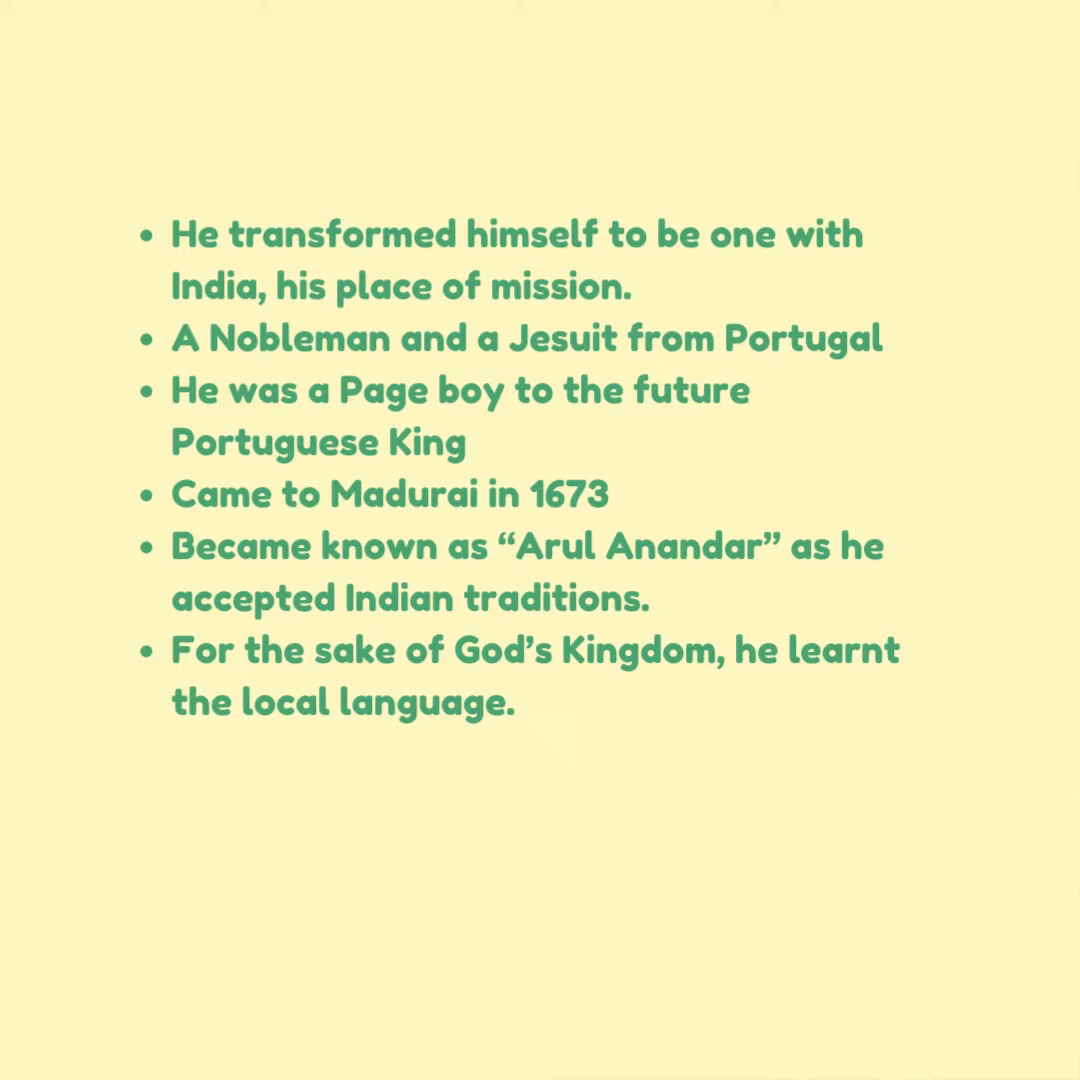 • He transformed himself to be one with
India, his place of mission.
• A Nobleman and a Jesuit from Portugal
• He was a Page boy to the future
Portuguese King
• Came to Madurai in 1673
• Became known as “Arul Anandar” as he
accepted Indian traditions.
• For the sake of God’s Kingdom, he learnt
the local language.